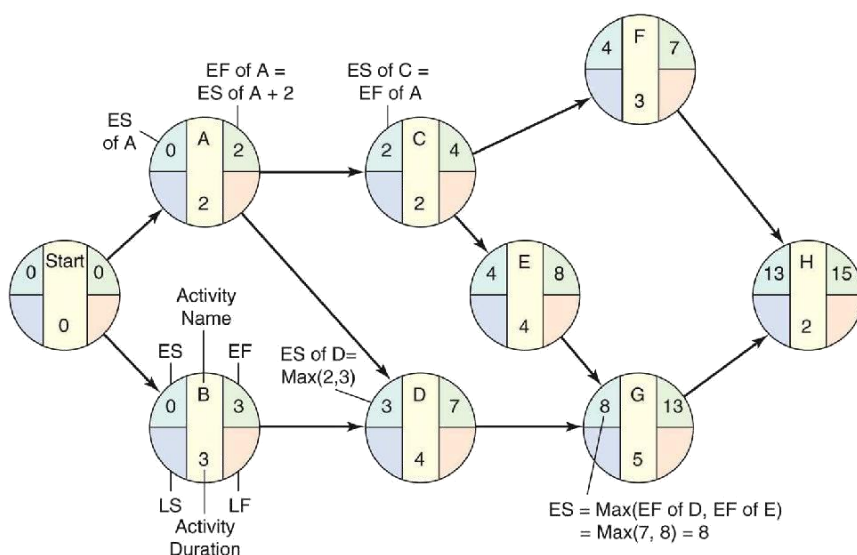 F
4 7
3
EF of A =
ES of A + 2
ES of C =
EF of A
ES
of A
A
0 2
2
C
2 4
2
Start
0 0
0
E
4 8
4
H
13 15
2
Activity
Name
ES EF
B
0 3
3
LS LF
Activity
Duration
ES of D=
Max(2,3)
D
3 7
4
G
8 13
5
ES = Max(EF of D, EF of E)
= Max(7, 8) = 8